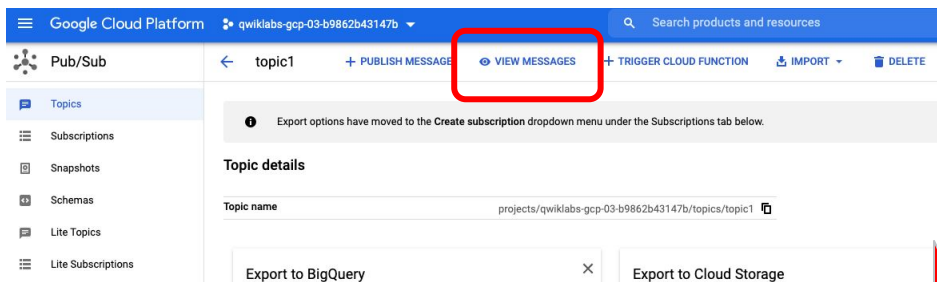 Google Cloud Platform qwiklabs-gcp-03-b9862b43147b Search products and resources
Pub/Sub topic1 + PUBLISH MESSAGE VIEW MESSAGES + TRIGGER CLOUD FUNCTION IMPORT DELETE
Topics
Export options have moved to the Create subscription dropdown menu under the Subscriptions tab below.
Subscriptions
Snapshots Topic details
Schemas
Topic name projects/qwiklabs-gcp-03-b9862b43147b/topics/topic1
Lite Topics
Lite Subscriptions
Export to BigQuery Export to Cloud Storage